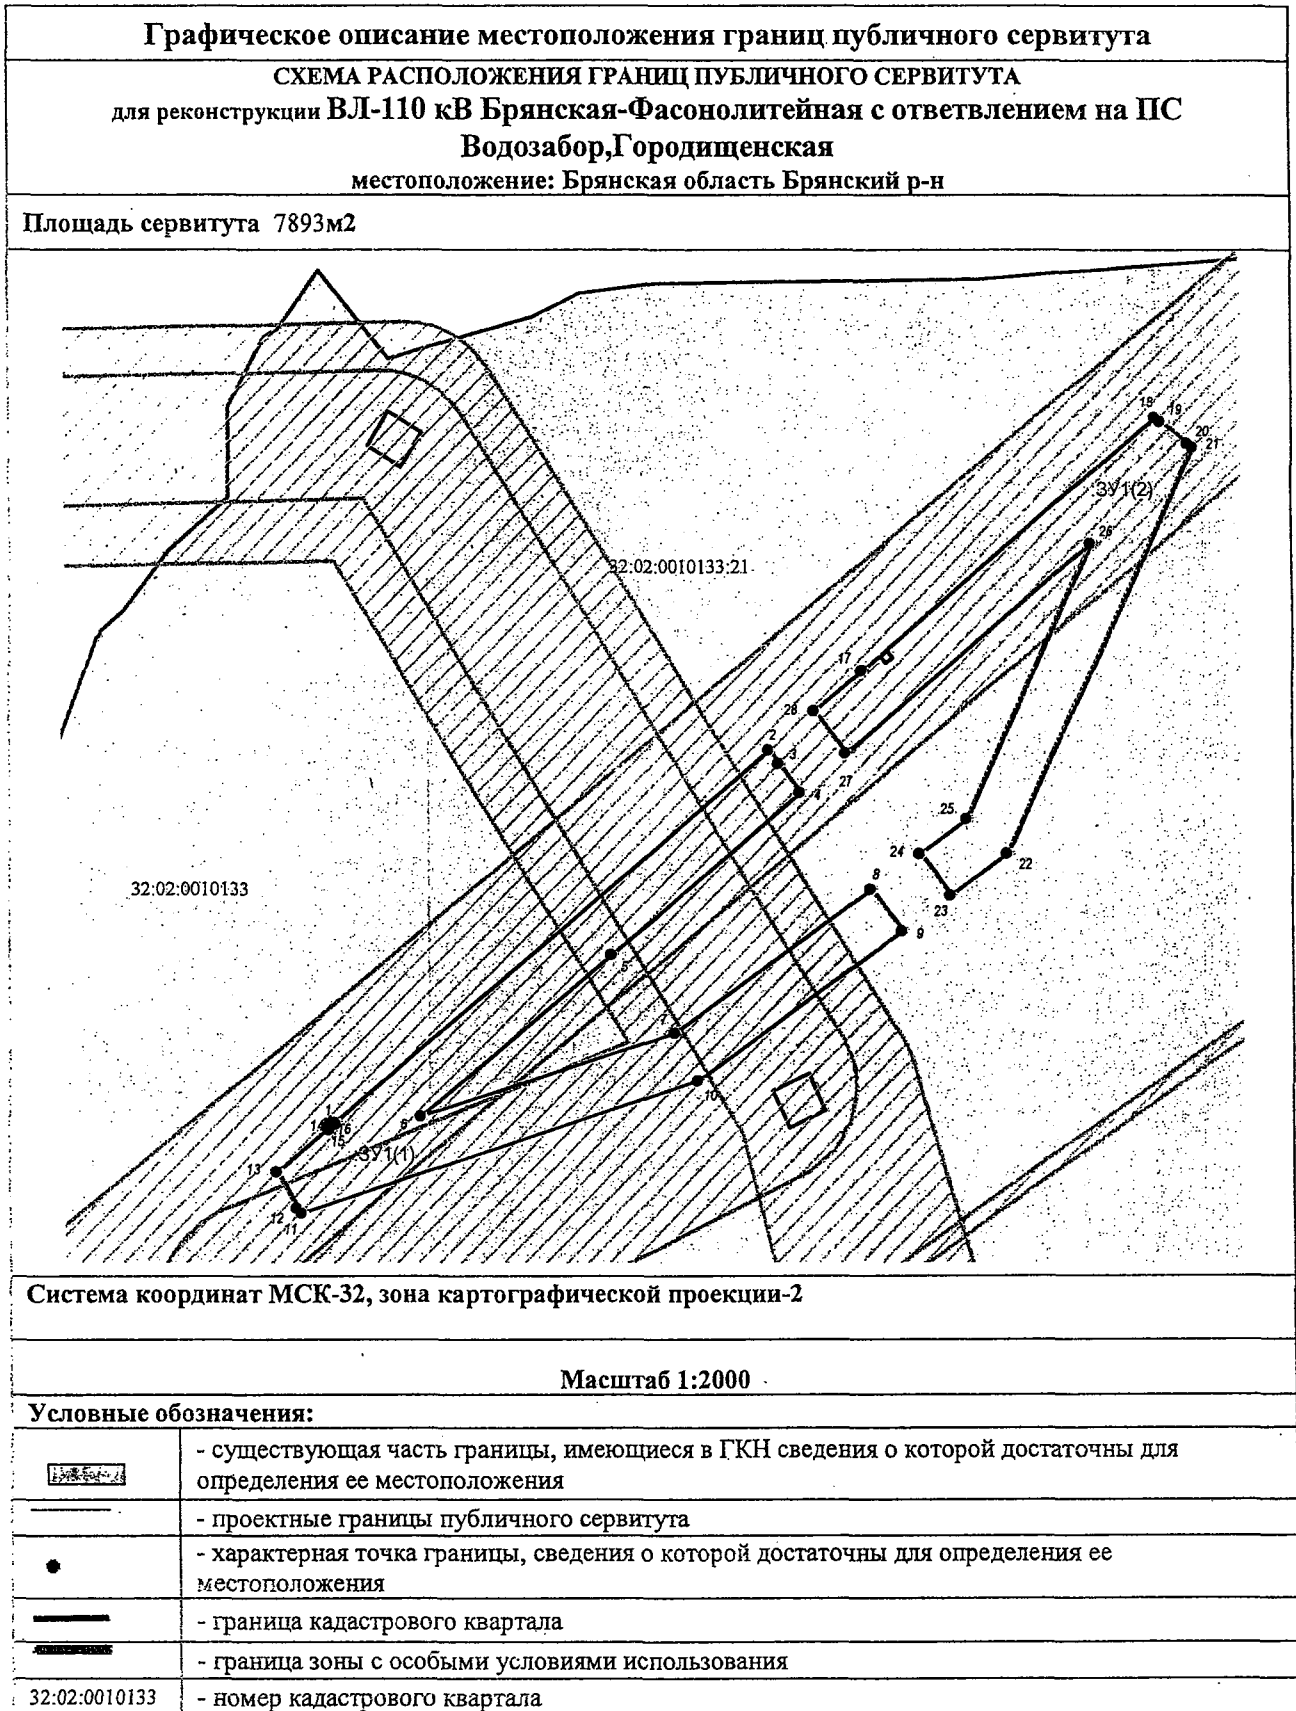 Графическое описание местоположения границ публичного сервитута
СХЕМА РАСПОЛОЖЕНИЯ ГРАНИЦ ПУБЛИЧНОГО СЕРВИТУТА
для реконструкции ВЛ-110 кВ Брянская-Фасонолитейная с ответвлением на ПС
Водозабор,Городищенская
местоположение: Брянская область Брянский р-н
Площадь сервитута 7893м2
18
19
20
21
ЗУ1(2)
26
32:02:0010133:21
17
28
2
3
27
4
25
24
22
8
32:02:0010133
23
9
5
7
10
1
6
14
16
15
ЗУ1(1)
13
12
11
Система координат МСК-32, зона картографической проекции-2
Масштаб 1:2000
Условные обозначения:
- существующая часть границы, имеющиеся в ГКН сведения о которой достаточны для
определения ее местоположения
- проектные границы публичного сервитута
- характерная точка границы, сведения о которой достаточны для определения ее
местоположения
- граница кадастрового квартала
- граница зоны с особыми условиями использования
32:02:0010133 - номер кадастрового квартала